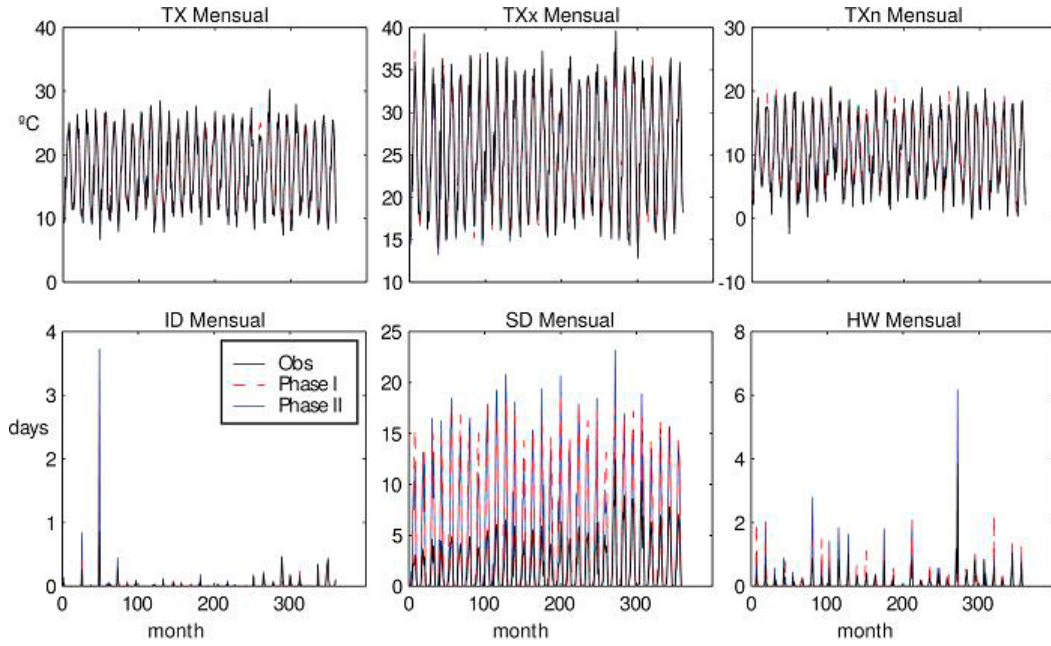 TX Mensual TXx Mensual TXn Mensual
40 40 30
35
30 20
30
ºC
20 25 10
20
10 0
15
0 10 -10
ID Mensual SD Mensual HW Mensual
4 25 8
Obs
Phase I
Phase II
20
3 6
days
15
2 4
10
1 2
5
0 0 0
0 100 200 300 0 100 200 300 0 100 200 300
month month month